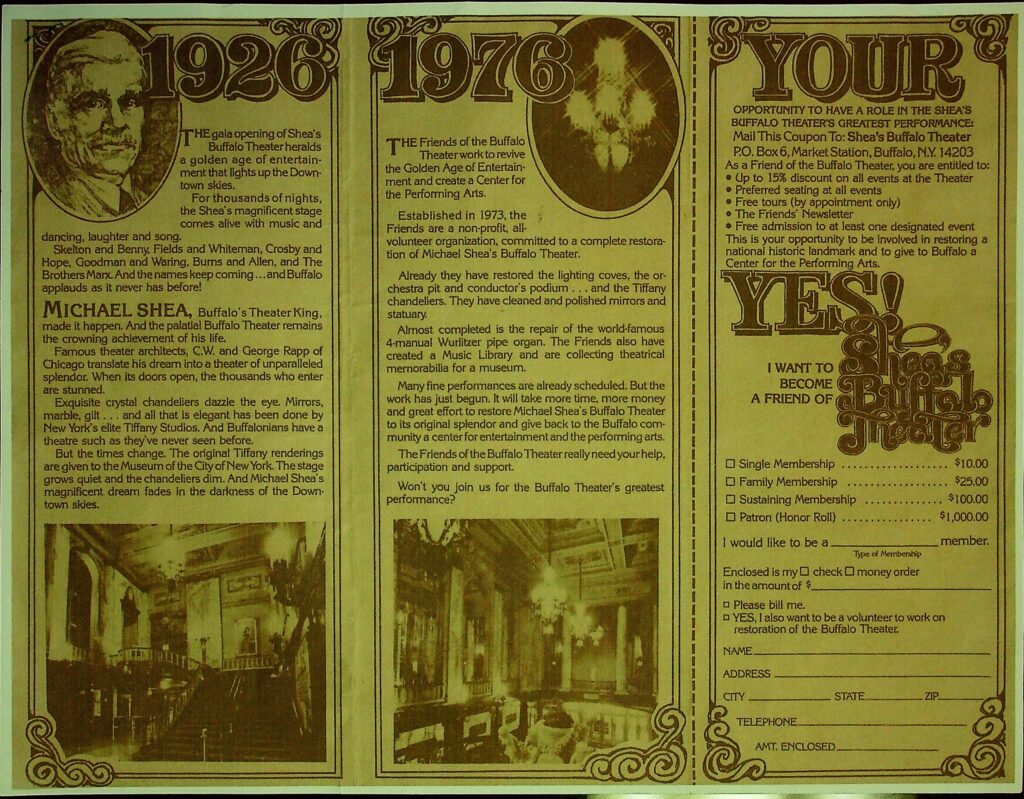 1926
THE gala opening of Shea's
Buffalo Theater heralds
a golden age of entertain-
ment that lights up the Down-
town skies.
For thousands of nights,
the Shea's magnificent stage
comes alive with music and
dancing, laughter and song.
Skelton and Benny, Fields and Whiteman, Crosby and
Hope, Goodman and Waring, Burns and Allen, and The
Brothers Marx. And the names keep coming...and Buffalo
applauds as it never has before!
MICHAEL SHEA, Buffalo's Theater King,
made it happen. And the palatial Buffalo Theater remains
the crowning achievement of his life.
Famous theater architects, C.W. and George Rapp of
Chicago translate his dream into a theater of unparalleled
splendor. When its doors open, the thousands who enter
are stunned.
Exquisite crystal chandeliers dazzle the eye. Mirrors,
marble, gilt . . . and all that is elegant has been done by
New York's elite Tiffany Studios. And Buffalonians have a
theatre such as they've never seen before.
But the times change. The original Tiffany renderings
are given to the Museum of the City of New York. The stage
grows quiet and the chandeliers dim. And Michael Shea's
magnificent dream fades in the darkness of the Down-
town skies.
1976
THE Friends of the Buffalo
Theater work to revive
the Golden Age of Entertain-
ment and create a Center for
the Performing Arts.
Established in 1973, the
Friends are a non-profit, all-
volunteer organization, committed to a complete restora-
tion of Michael Shea's Buffalo Theater.
Already they have restored the lighting coves, the or-
chestra pit and conductor's podium . . . and the Tiffany
chandeliers. They have cleaned and polished mirrors and
statuary.
Almost completed is the repair of the world-famous
4-manual Wurlitzer pipe organ. The Friends also have
created a Music Library and are collecting theatrical
memorabilia for a museum.
Many fine performances are already scheduled. But the
work has just begun. It will take more time, more money
and great effort to restore Michael Shea's Buffalo Theater
to its original splendor and give back to the Buffalo com-
munity a center for entertainment and the performing arts.
The Friends of the Buffalo Theater really need your help,
participation and support.
Won't you join us for the Buffalo Theater's greatest
performance?
YOUR
OPPORTUNITY TO HAVE A ROLE IN THE SHEA'S
BUFFALO THEATER'S GREATEST PERFORMANCE:
Mail This Coupon To: Shea's Buffalo Theater
P.O. Box 6, Market Station, Buffalo, N.Y. 14203
As a Friend of the Buffalo Theater, you are entitled to:
• Up to 15% discount on all events at the Theater
• Preferred seating at all events
• Free tours (by appointment only)
• The Friends' Newsletter
• Free admission to at least one designated event
This is your opportunity to be involved in restoring a
national historic landmark and to give to Buffalo a
Center for the Performing Arts.
YES!
I WANT TO
BECOME
A FRIEND OF
Shea's
Buffalo
Theater
☐ Single Membership . . . . . . . . . . . . . . . . . . $10.00
☐ Family Membership . . . . . . . . . . . . . . . . . $25.00
☐ Sustaining Membership . . . . . . . . . . . . . $100.00
☐ Patron (Honor Roll) . . . . . . . . . . . . . . . $1,000.00
I would like to be a ________________ member.
Type of Membership
Enclosed is my ☐ check ☐ money order
in the amount of $________________
☐ Please bill me.
☐ YES, I also want to be a volunteer to work on
restoration of the Buffalo Theater.
NAME________________
ADDRESS________________
CITY________________ STATE________ ZIP________
TELEPHONE________________
AMT. ENCLOSED________________